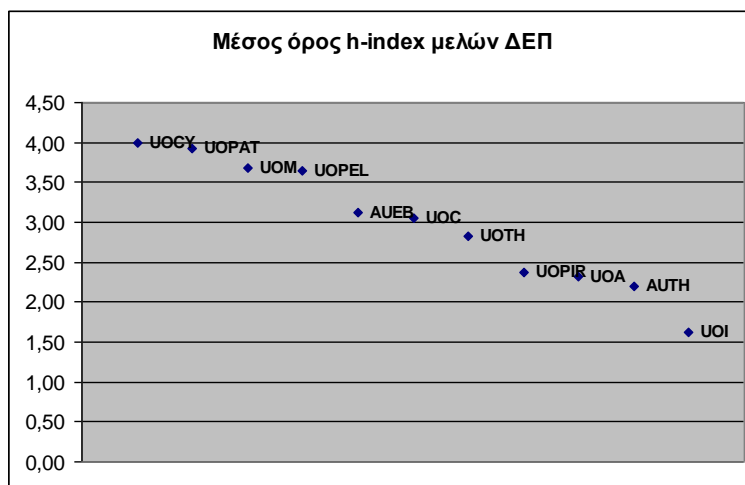 Μέσος όρος h-index μελών ΔΕΠ
4,50
4,00
3,50
3,00
2,50
2,00
1,50
1,00
0,50
0,00
UOCY
UOPAT
UOM
UOPEL
AUEB
UOC
UOTH
UOPIR
UOA
AUTH
UOI